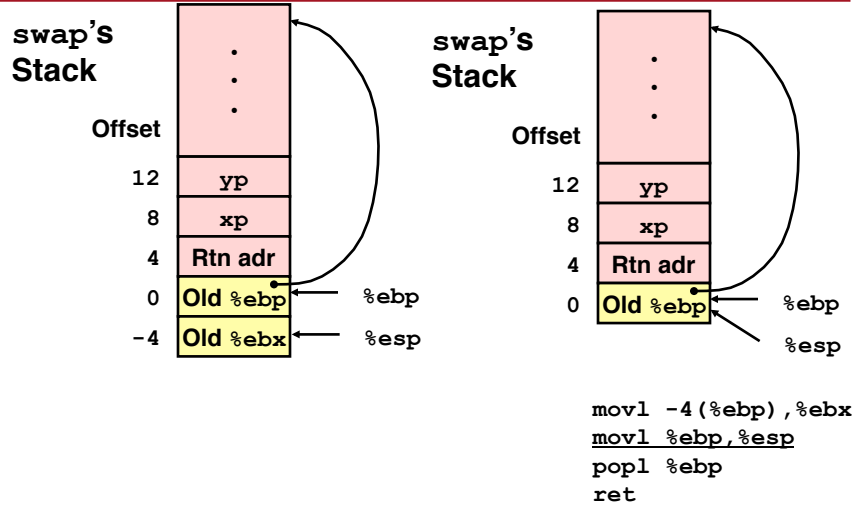 swap's
Stack
.
.
.
Offset
12 yp
8 xp
4 Rtn adr
0 Old %ebp %ebp
-4 Old %ebx %esp
swap's
Stack
.
.
.
Offset
12 yp
8 xp
4 Rtn adr
0 Old %ebp %ebp
%esp
movl -4(%ebp),%ebx
movl %ebp,%esp
popl %ebp
ret